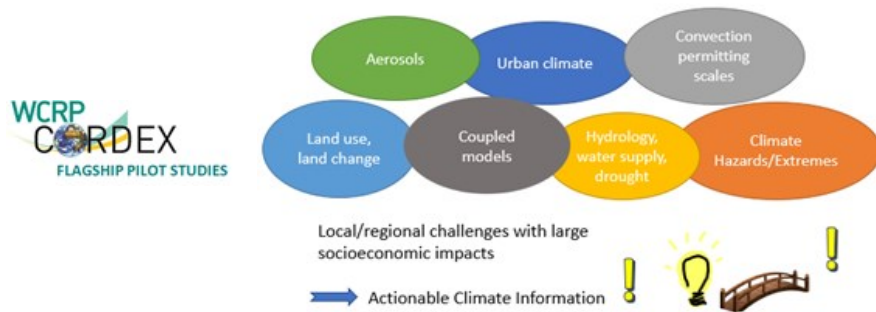 WCRP
CORDEX
FLAGSHIP PILOT STUDIES
Aerosols
Urban climate
Convection
permitting
scales
Land use,
land change
Coupled
models
Hydrology,
water supply,
drought
Climate
Hazards/Extremes
Local/regional challenges with large
socioeconomic impacts
Actionable Climate Information